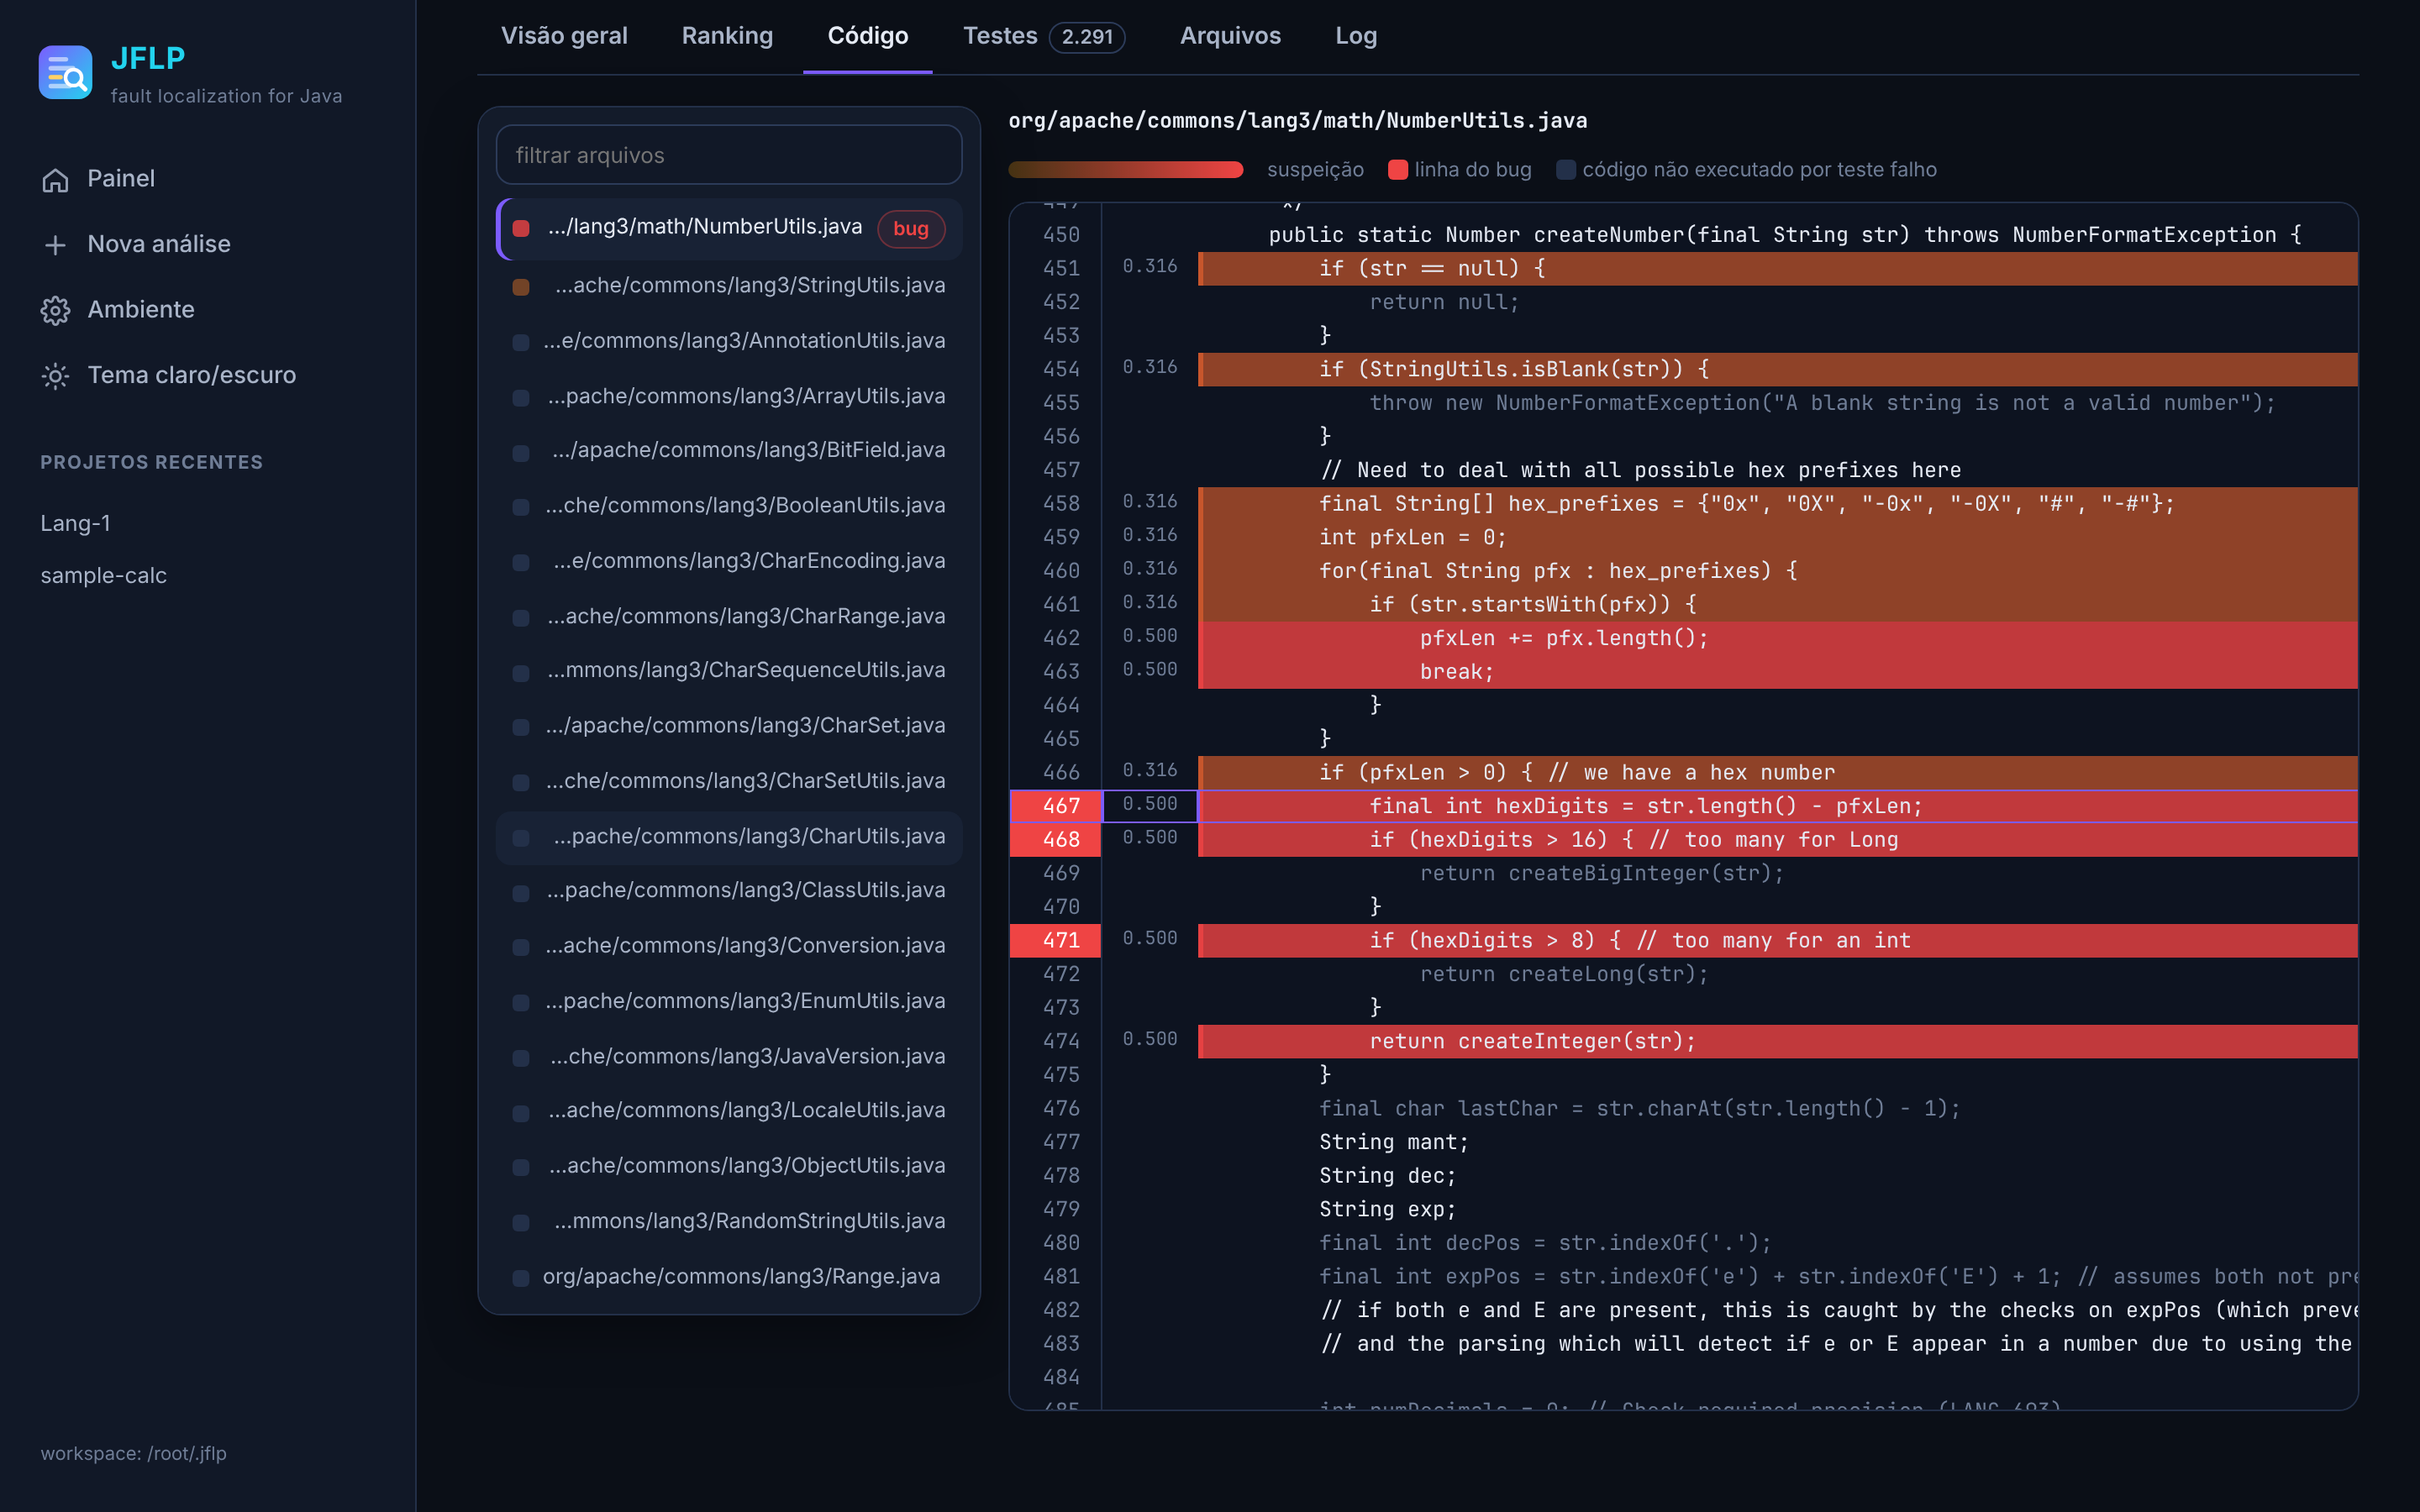 JFLP
fault localization for Java
Painel
Nova análise
Ambiente
Tema claro/escuro
PROJETOS RECENTES
Lang-1
sample-calc
workspace: /root/.jflp
Visão geral Ranking Código Testes 2.291 Arquivos Log
filtrar arquivos
.../lang3/math/NumberUtils.java bug
...ache/commons/lang3/StringUtils.java
...e/commons/lang3/AnnotationUtils.java
...pache/commons/lang3/ArrayUtils.java
.../apache/commons/lang3/BitField.java
...che/commons/lang3/BooleanUtils.java
...e/commons/lang3/CharEncoding.java
...ache/commons/lang3/CharRange.java
...mmons/lang3/CharSequenceUtils.java
.../apache/commons/lang3/CharSet.java
...che/commons/lang3/CharSetUtils.java
...pache/commons/lang3/CharUtils.java
...pache/commons/lang3/ClassUtils.java
...ache/commons/lang3/Conversion.java
...pache/commons/lang3/EnumUtils.java
...che/commons/lang3/JavaVersion.java
...ache/commons/lang3/LocaleUtils.java
...ache/commons/lang3/ObjectUtils.java
...mmons/lang3/RandomStringUtils.java
org/apache/commons/lang3/Range.java
org/apache/commons/lang3/math/NumberUtils.java
suspeição linha do bug código não executado por teste falho
449 */
450 public static Number createNumber(final String str) throws NumberFormatException {
451 0.316 if (str == null) {
452 return null;
453 }
454 0.316 if (StringUtils.isBlank(str)) {
455 throw new NumberFormatException("A blank string is not a valid number");
456 }
457 // Need to deal with all possible hex prefixes here
458 0.316 final String[] hex_prefixes = {"0x", "0X", "-0x", "-0X", "#", "-#"};
459 0.316 int pfxLen = 0;
460 0.316 for(final String pfx : hex_prefixes) {
461 0.316 if (str.startsWith(pfx)) {
462 0.500 pfxLen += pfx.length();
463 0.500 break;
464 }
465 }
466 0.316 if (pfxLen > 0) { // we have a hex number
467 0.500 final int hexDigits = str.length() - pfxLen;
468 0.500 if (hexDigits > 16) { // too many for Long
469 return createBigInteger(str);
470 }
471 0.500 if (hexDigits > 8) { // too many for an int
472 return createLong(str);
473 }
474 0.500 return createInteger(str);
475 }
476 final char lastChar = str.charAt(str.length() - 1);
477 String mant;
478 String dec;
479 String exp;
480 final int decPos = str.indexOf('.');
481 final int expPos = str.indexOf('e') + str.indexOf('E') + 1; // assumes both not pre
482 // if both e and E are present, this is caught by the checks on expPos (which preve
483 // and the parsing which will detect if e or E appear in a number due to using the
484
485 int numDecimals = 0; // Check required precision (LANG-693)